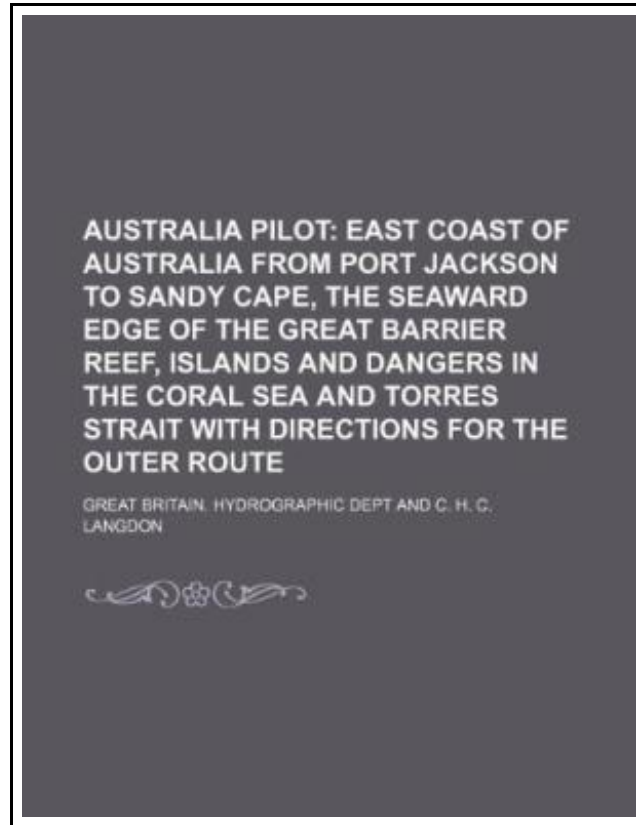 AUSTRALIA PILOT: EAST COAST OF
AUSTRALIA FROM PORT JACKSON
TO SANDY CAPE, THE SEAWARD
EDGE OF THE GREAT BARRIER
REEF, ISLANDS AND DANGERS IN
THE CORAL SEA AND TORRES
STRAIT WITH DIRECTIONS FOR THE
OUTER ROUTE
GREAT BRITAIN. HYDROGRAPHIC DEPT AND C. H. C.
LANGDON